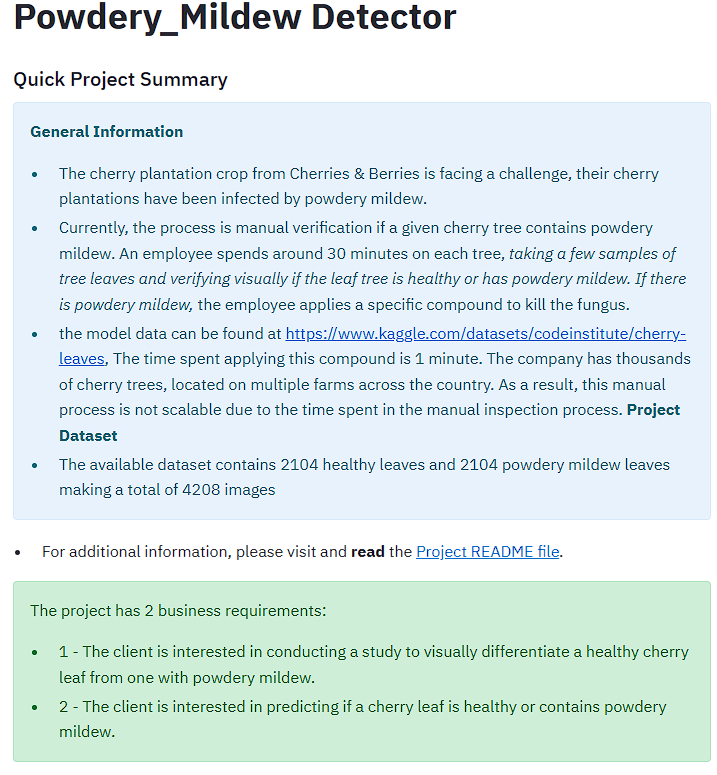 Powdery_Mildew Detector
Quick Project Summary
General Information
• The cherry plantation crop from Cherries & Berries is facing a challenge, their cherry
plantations have been infected by powdery mildew.
• Currently, the process is manual verification if a given cherry tree contains powdery
mildew. An employee spends around 30 minutes on each tree, taking a few samples of
tree leaves and verifying visually if the leaf tree is healthy or has powdery mildew. If there
is powdery mildew, the employee applies a specific compound to kill the fungus.
• the model data can be found at https://www.kaggle.com/datasets/codeinstitute/cherry-
leaves, The time spent applying this compound is 1 minute. The company has thousands
of cherry trees, located on multiple farms across the country. As a result, this manual
process is not scalable due to the time spent in the manual inspection process. Project
Dataset
• The available dataset contains 2104 healthy leaves and 2104 powdery mildew leaves
making a total of 4208 images
• For additional information, please visit and read the Project README file.
The project has 2 business requirements:
• 1 - The client is interested in conducting a study to visually differentiate a healthy cherry
leaf from one with powdery mildew.
• 2 - The client is interested in predicting if a cherry leaf is healthy or contains powdery
mildew.